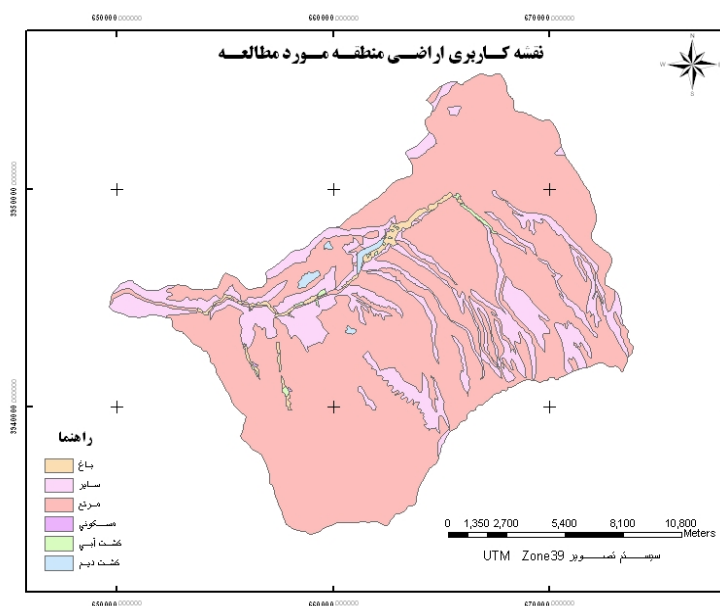 650000.000000 660000.000000 670000.000000
نقشه کاربری اراضی منطقه مورد مطالعه
N
W
S
3950000.000000
3940000.000000
راهنما
باغ
سایر
مرتع
مسکونی
کشت آبی
کشت دیم
0 1,350 2,700 5,400 8,100 10,800
Meters
سیستم تصویر UTM Zone39
650000.000000 660000.000000 670000.000000